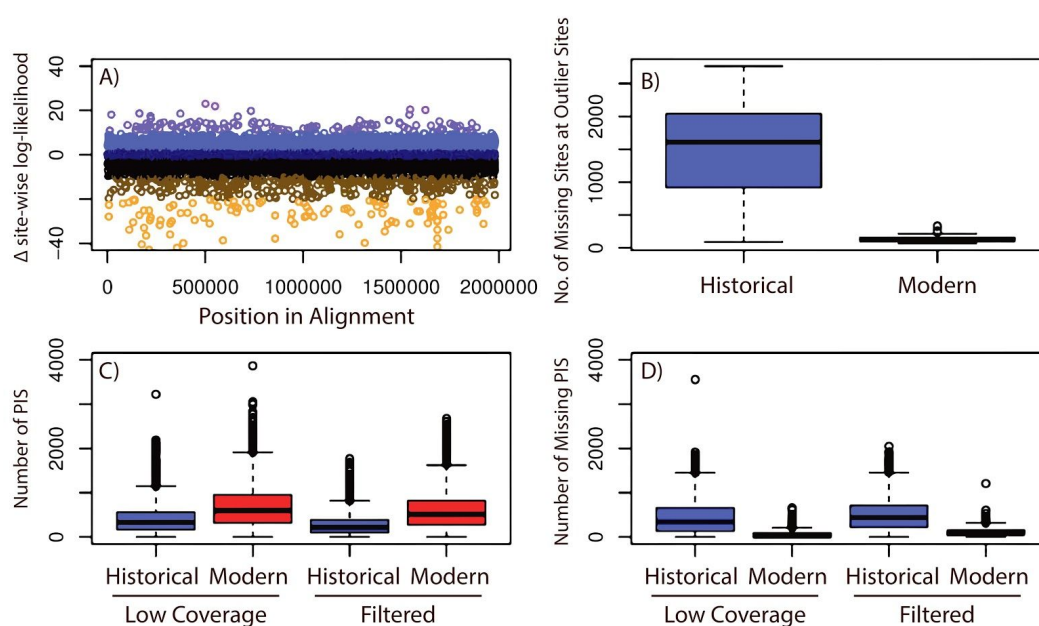 A)
Δ site-wise log-likelihood
40
20
0
−40
0 500000 1000000 1500000 2000000
Position in Alignment
B)
No. of Missing Sites at Outlier Sites
2000
1000
0
Historical Modern
C)
Number of PIS
4000
2000
0
Historical Modern Historical Modern
Low Coverage Filtered
D)
Number of Missing PIS
4000
2000
0
Historical Modern Historical Modern
Low Coverage Filtered